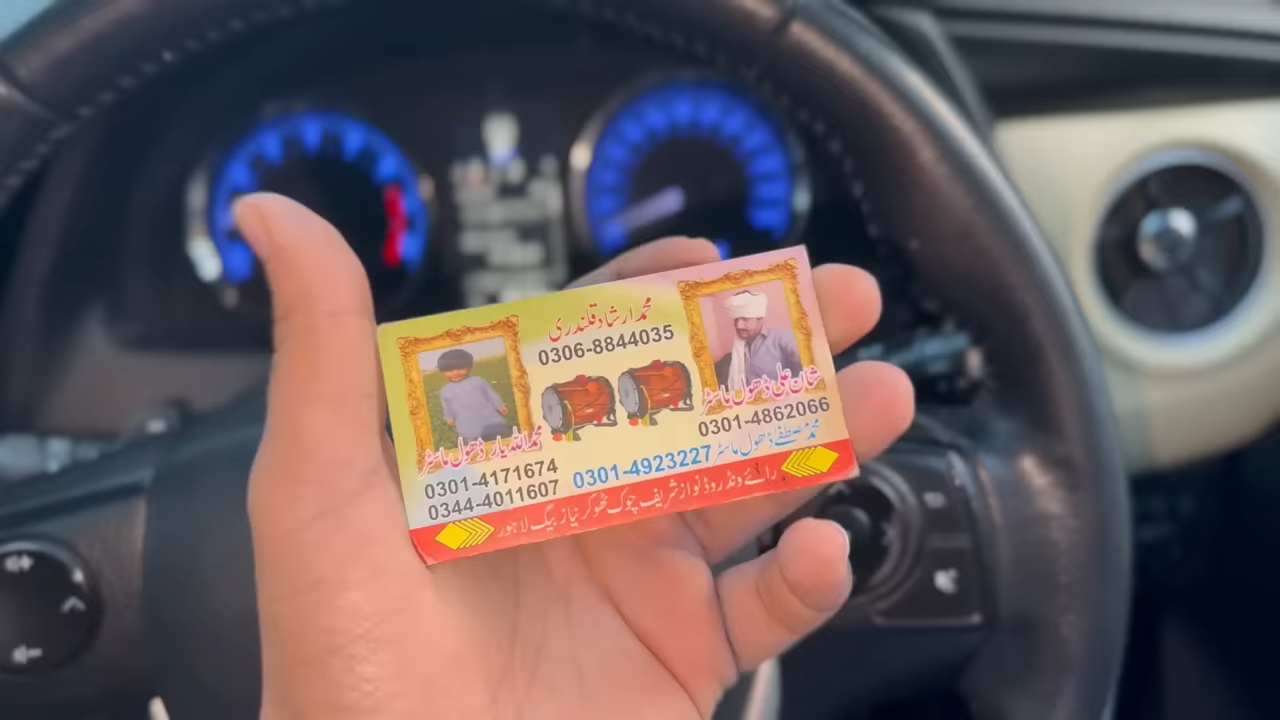 محمد ارشاد قلندری
0306-8844035
شان علی ڈھول ماسٹر
0301-4862066
محمد اللہ یار ڈھول ماسٹر
0301-4171674
0344-4011607
محمد مصطفےٰ ڈھول ماسٹر 0301-4923227
رائے ونڈ روڈ نواز شریف چوک ٹھوکر نیاز بیگ لاہور